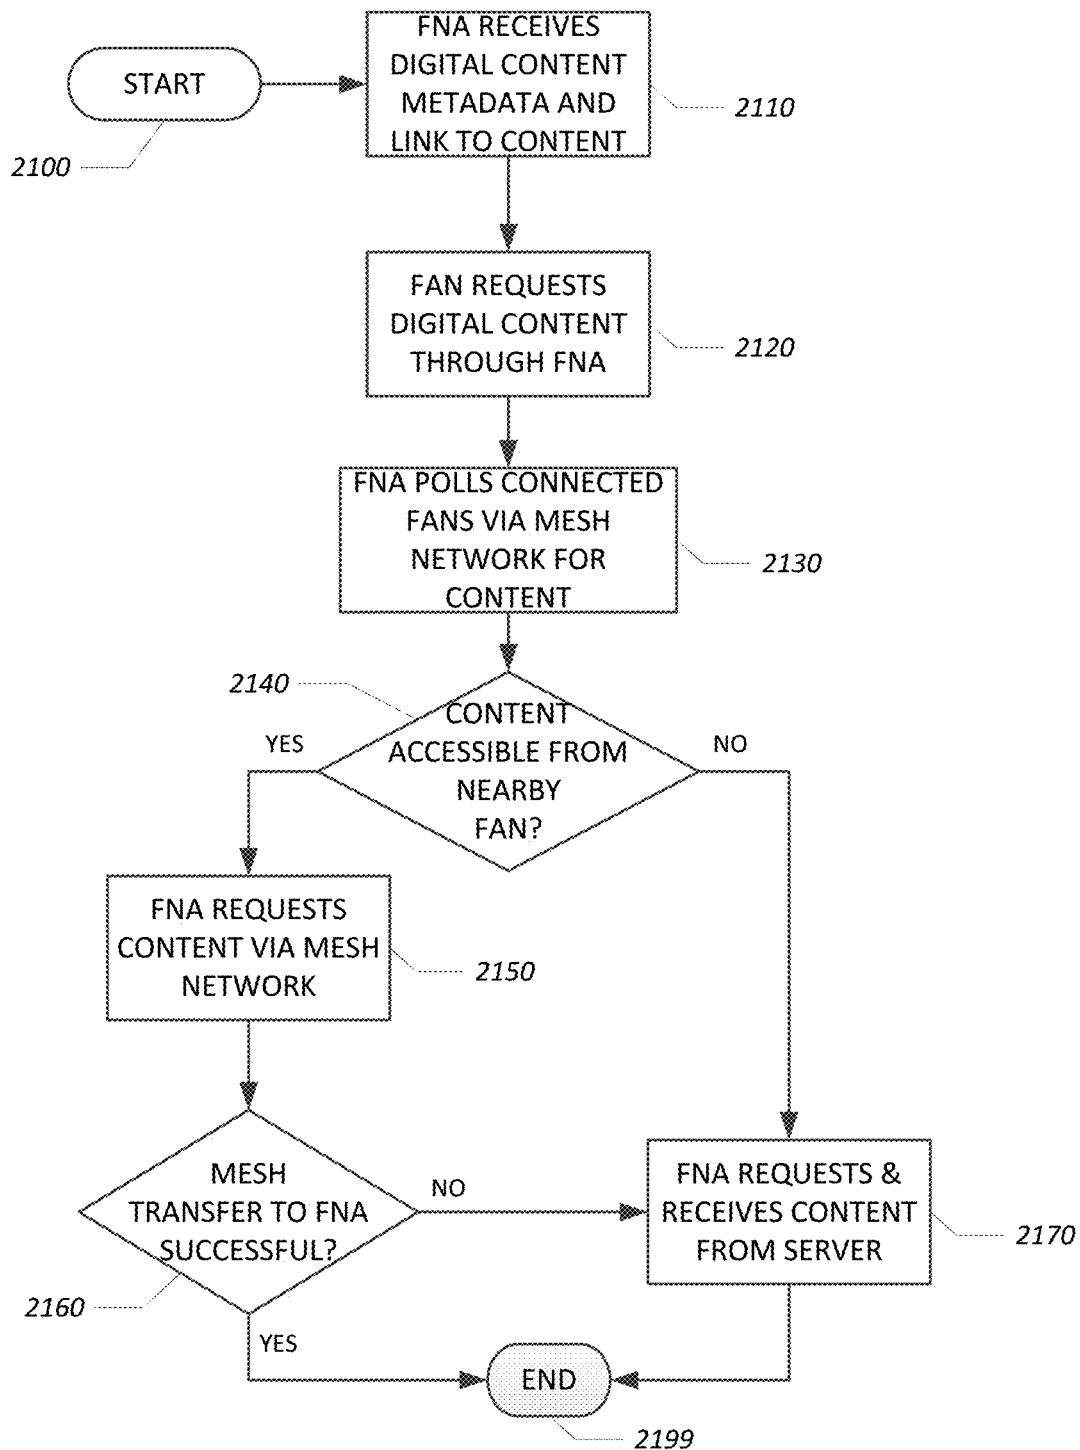 START
2100
FNA RECEIVES
DIGITAL CONTENT
METADATA AND
LINK TO CONTENT
2110
FAN REQUESTS
DIGITAL CONTENT
THROUGH FNA
2120
FNA POLLS CONNECTED
FANS VIA MESH
NETWORK FOR
CONTENT
2130
2140
CONTENT
ACCESSIBLE FROM
NEARBY
FAN?
YES
NO
FNA REQUESTS
CONTENT VIA MESH
NETWORK
2150
MESH
TRANSFER TO FNA
SUCCESSFUL?
2160
NO
YES
FNA REQUESTS &
RECEIVES CONTENT
FROM SERVER
2170
END
2199